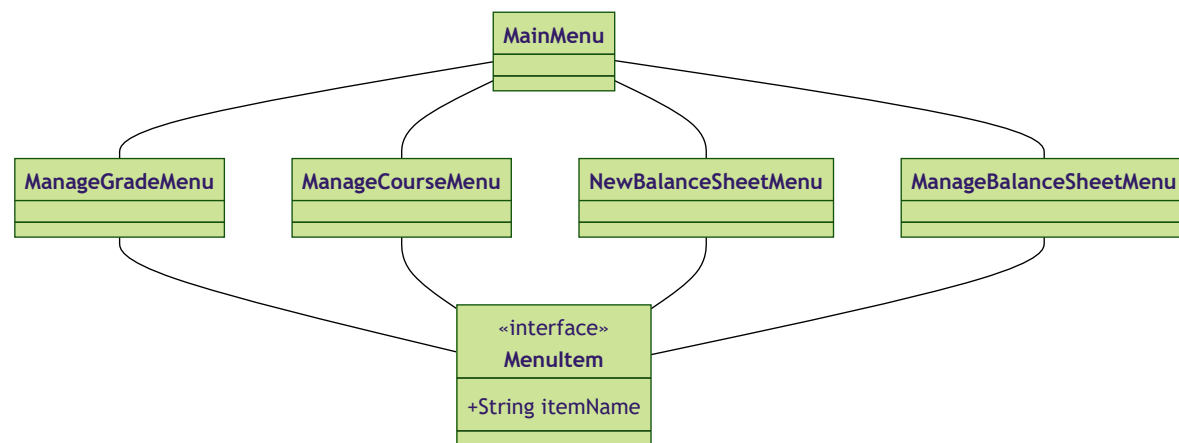 MainMenu
ManageGradeMenu
ManageCourseMenu
NewBalanceSheetMenu
ManageBalanceSheetMenu
«interface»
MenuItem
+String itemName